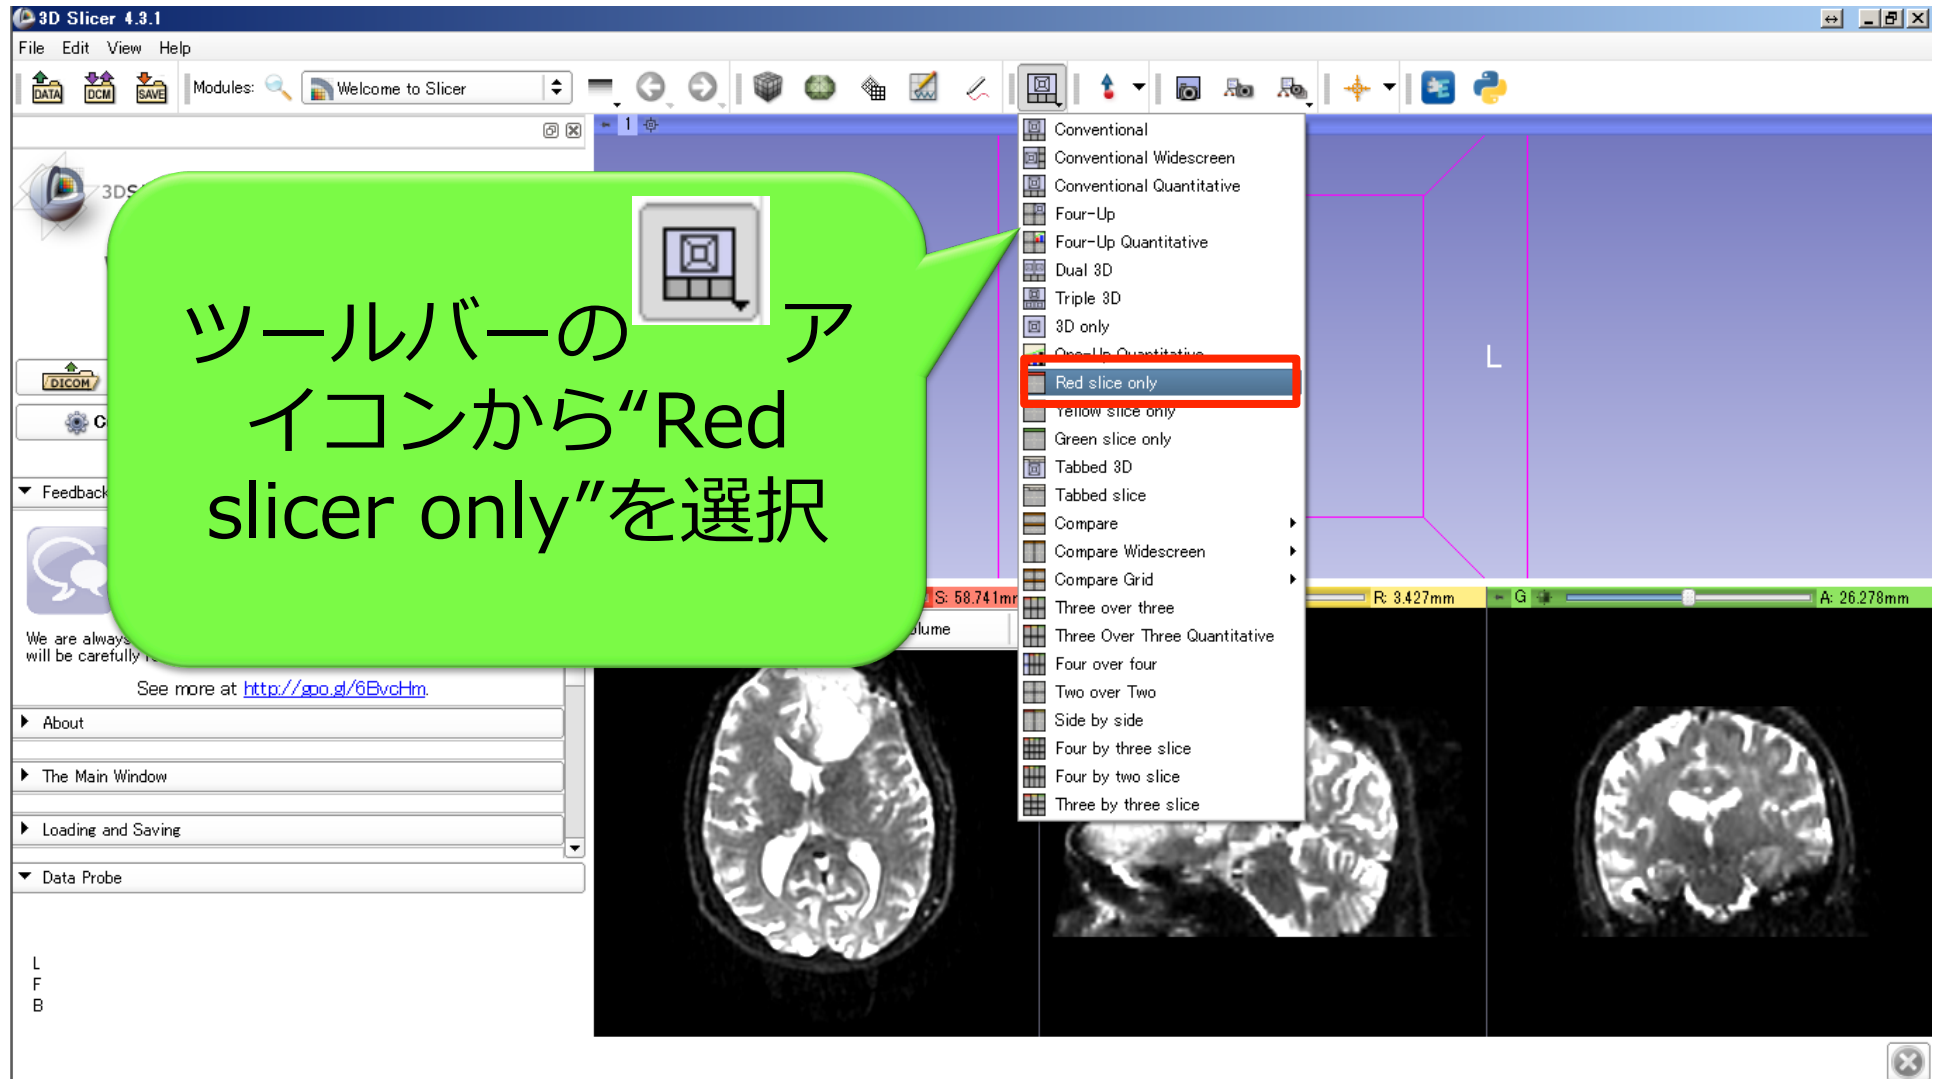 3D Slicer 4.3.1
File Edit View Help
DATA DCM SAVE Modules: Welcome to Slicer
1
3DS
ツールバーの ア
イコンから“Red
slicer only”を選択
Conventional
Conventional Widescreen
Conventional Quantitative
Four-Up
Four-Up Quantitative
Dual 3D
Triple 3D
3D only
One-Up Quantitative
Red slice only
Yellow slice only
Green slice only
Tabbed 3D
Tabbed slice
Compare
Compare Widescreen
Compare Grid
Three over three
Three Over Three Quantitative
Four over four
Two over Two
Side by side
Four by three slice
Four by two slice
Three by three slice
L
DICOM
C
Feedback
We are always
will be carefully
See more at http://goo.gl/6BvcHm.
About
The Main Window
Loading and Saving
Data Probe
L
F
B
S: 58.741mm
R: 3.427mm
G
A: 26.278mm